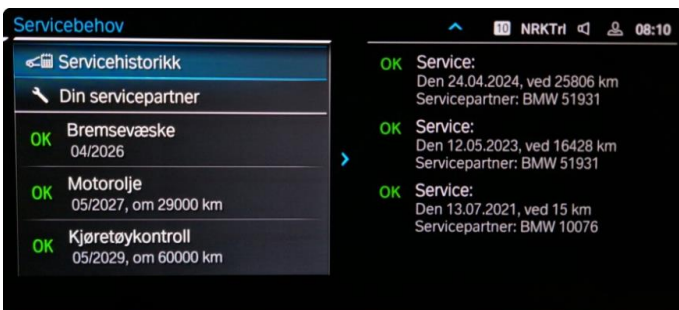 Servicebehov
10 NRKTrl 08:10
Servicehistorikk
Din servicepartner
OK Bremsevæske
04/2026
OK Motorolje
05/2027, om 29000 km
OK Kjøretøykontroll
05/2029, om 60000 km
OK Service:
Den 24.04.2024, ved 25806 km
Servicepartner: BMW 51931
OK Service:
Den 12.05.2023, ved 16428 km
Servicepartner: BMW 51931
OK Service:
Den 13.07.2021, ved 15 km
Servicepartner: BMW 10076